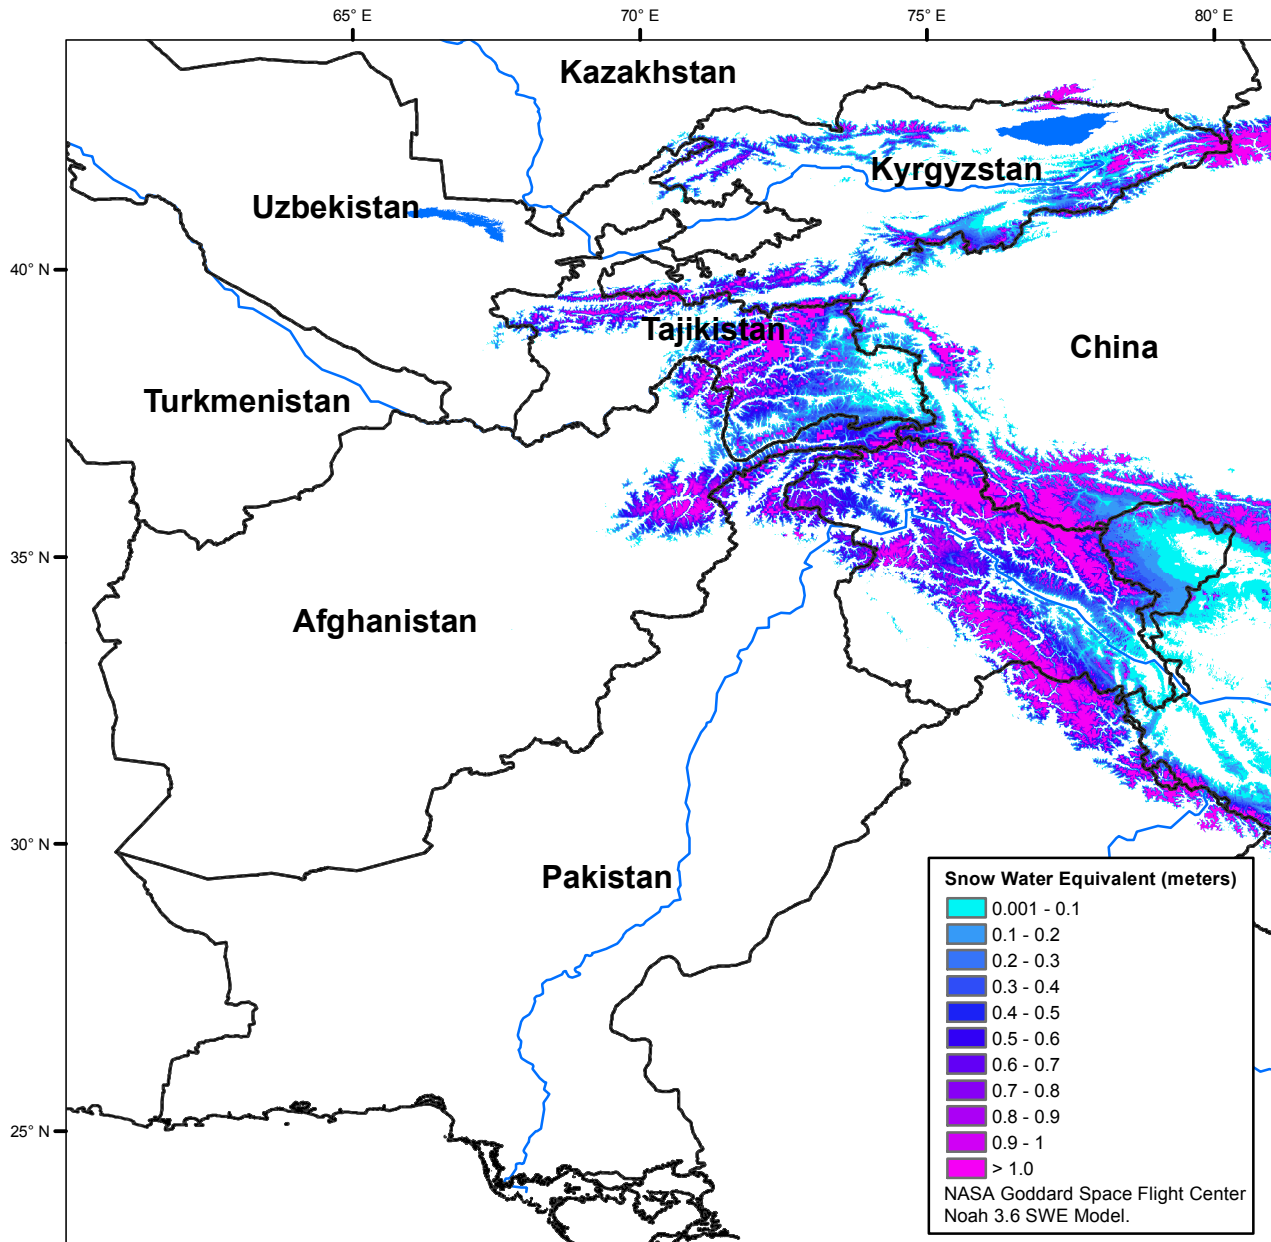 65° E
70° E
75° E
80° E
Kazakhstan
Kyrgyzstan
Uzbekistan
40° N
Tajikistan
China
Turkmenistan
35° N
Afghanistan
30° N
Pakistan
25° N
Snow Water Equivalent (meters)
0.001 - 0.1
0.1 - 0.2
0.2 - 0.3
0.3 - 0.4
0.4 - 0.5
0.5 - 0.6
0.6 - 0.7
0.7 - 0.8
0.8 - 0.9
0.9 - 1
> 1.0
NASA Goddard Space Flight Center
Noah 3.6 SWE Model.